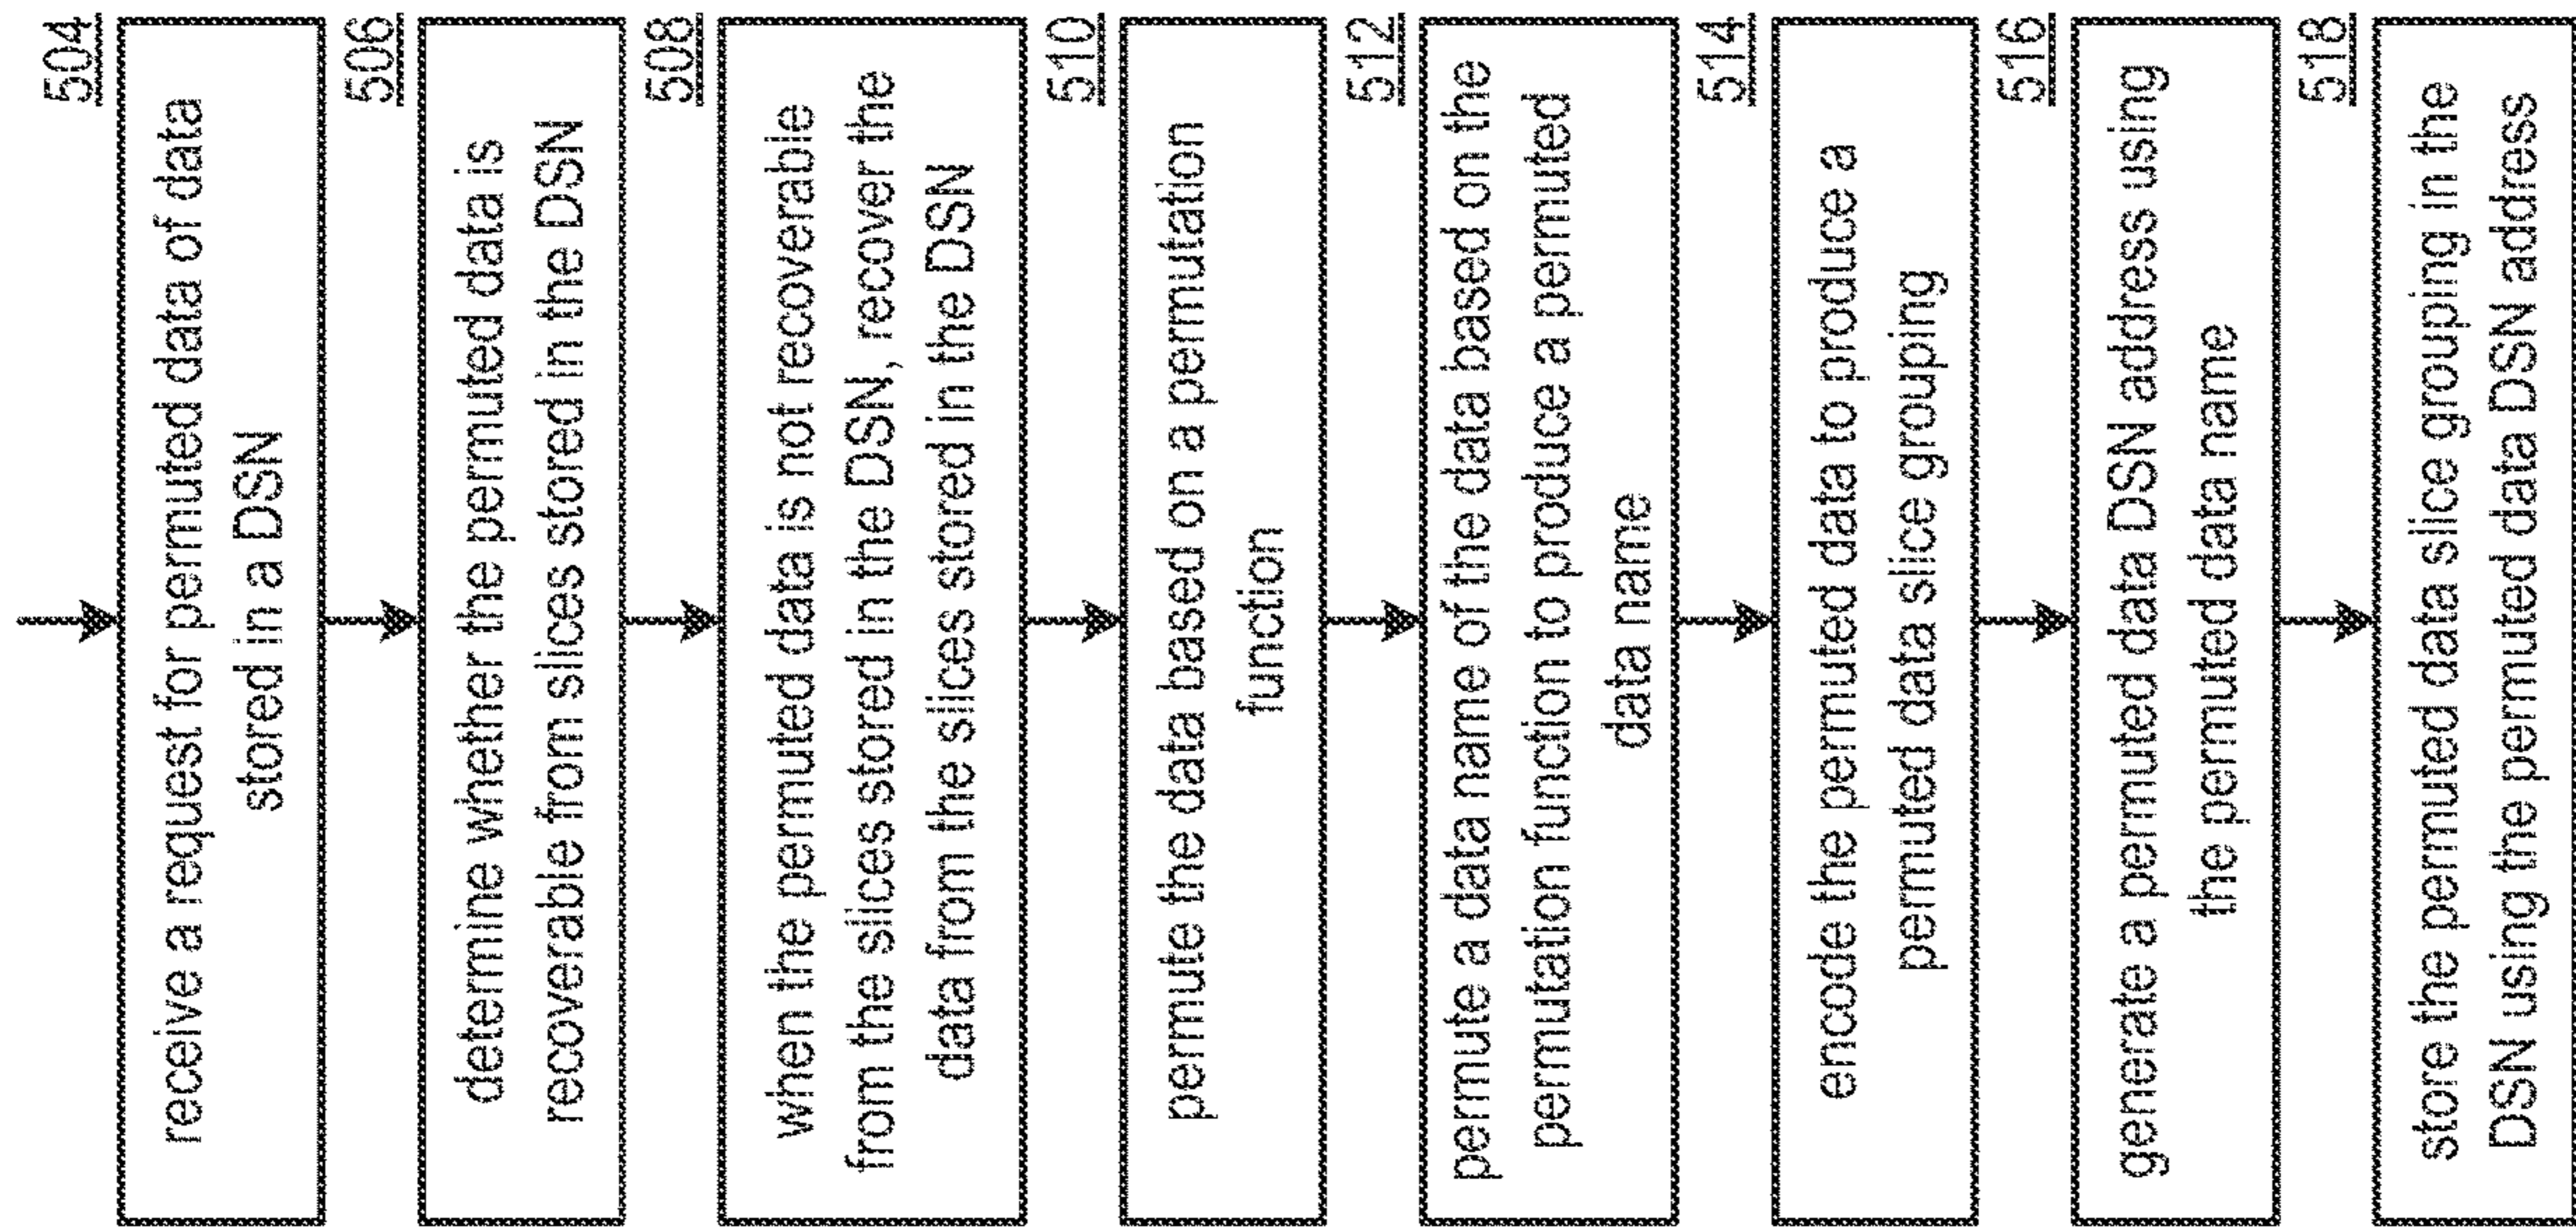 504
receive a request for permuted data of data
stored in a DSN
506
determine whether the permuted data is
recoverable from slices stored in the DSN
508
when the permuted data is not recoverable
from the slices stored in the DSN, recover the
data from the slices stored in the DSN
510
permute the data based on a permutation
function
512
permute a data name of the data based on the
permutation function to produce a permuted
data name
514
encode the permuted data to produce a
permuted data slice grouping
516
generate a permuted data DSN address using
the permuted data name
518
store the permuted data slice grouping in the
DSN using the permuted data DSN address